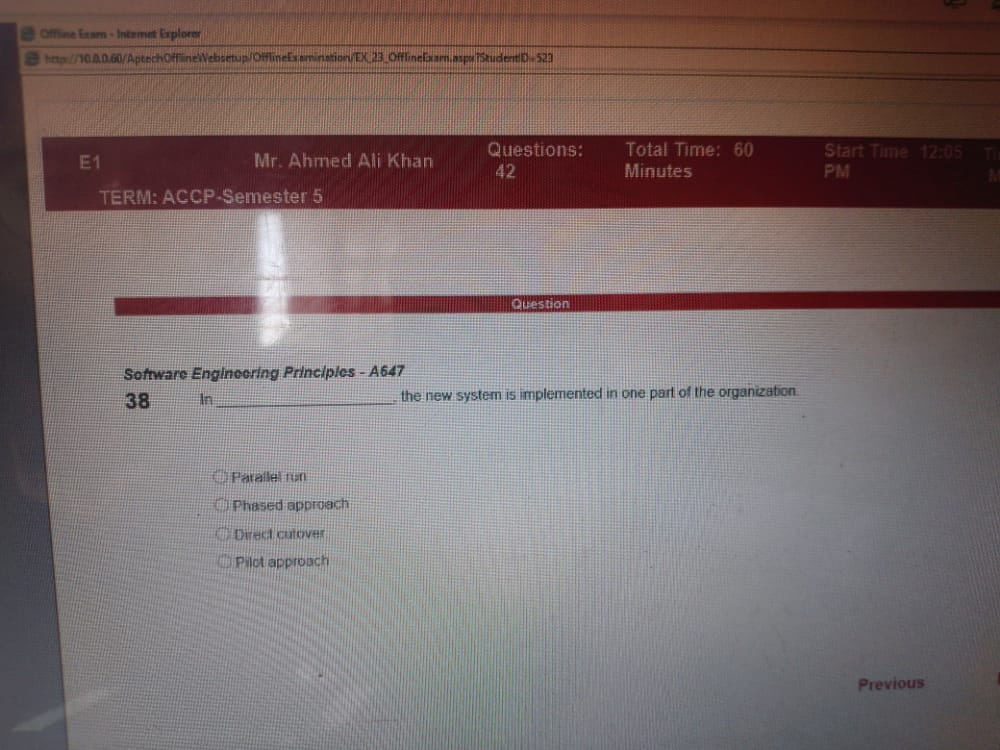 Offline Exam - Internet Explorer
http://10.0.0.60/AptechOfflineWebsetup/OfflineExamination/EX_23_OfflineExam.aspx?StudentID=523
E1 Mr. Ahmed Ali Khan Questions: 42 Total Time: 60 Minutes Start Time 12:05 PM
TERM: ACCP-Semester 5
Question
Software Engineering Principles - A647
38 In ____________________, the new system is implemented in one part of the organization.
Parallel run
Phased approach
Direct cutover
Pilot approach
Previous